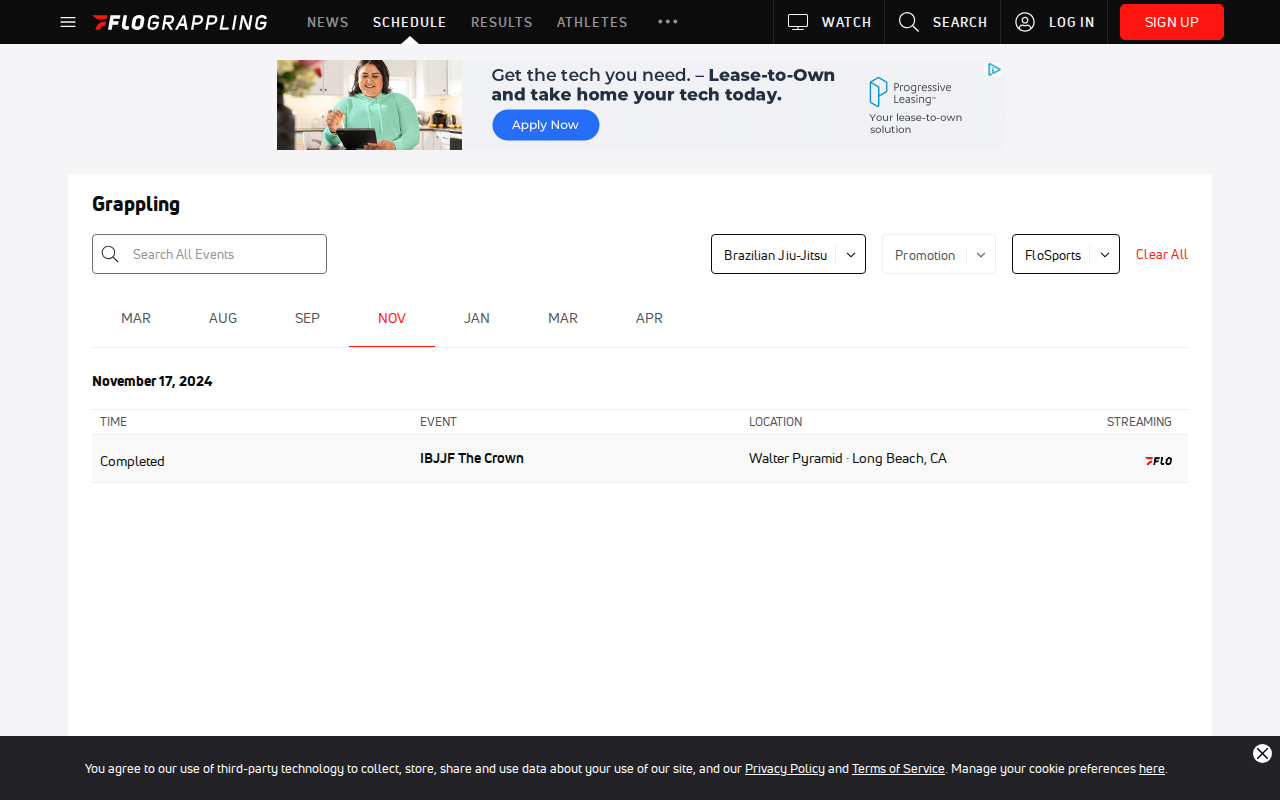 FLOGRAPPLING NEWS SCHEDULE RESULTS ATHLETES WATCH SEARCH LOG IN SIGN UP
Get the tech you need. – Lease-to-Own
and take home your tech today.
Apply Now
Progressive
Leasing
Your lease-to-own
solution
Grappling
Search All Events Brazilian Jiu-Jitsu Promotion FloSports Clear All
MAR AUG SEP NOV JAN MAR APR
November 17, 2024
TIME EVENT LOCATION STREAMING
Completed IBJJF The Crown Walter Pyramid · Long Beach, CA FLO
You agree to our use of third-party technology to collect, store, share and use data about your use of our site, and our Privacy Policy and Terms of Service. Manage your cookie preferences here.